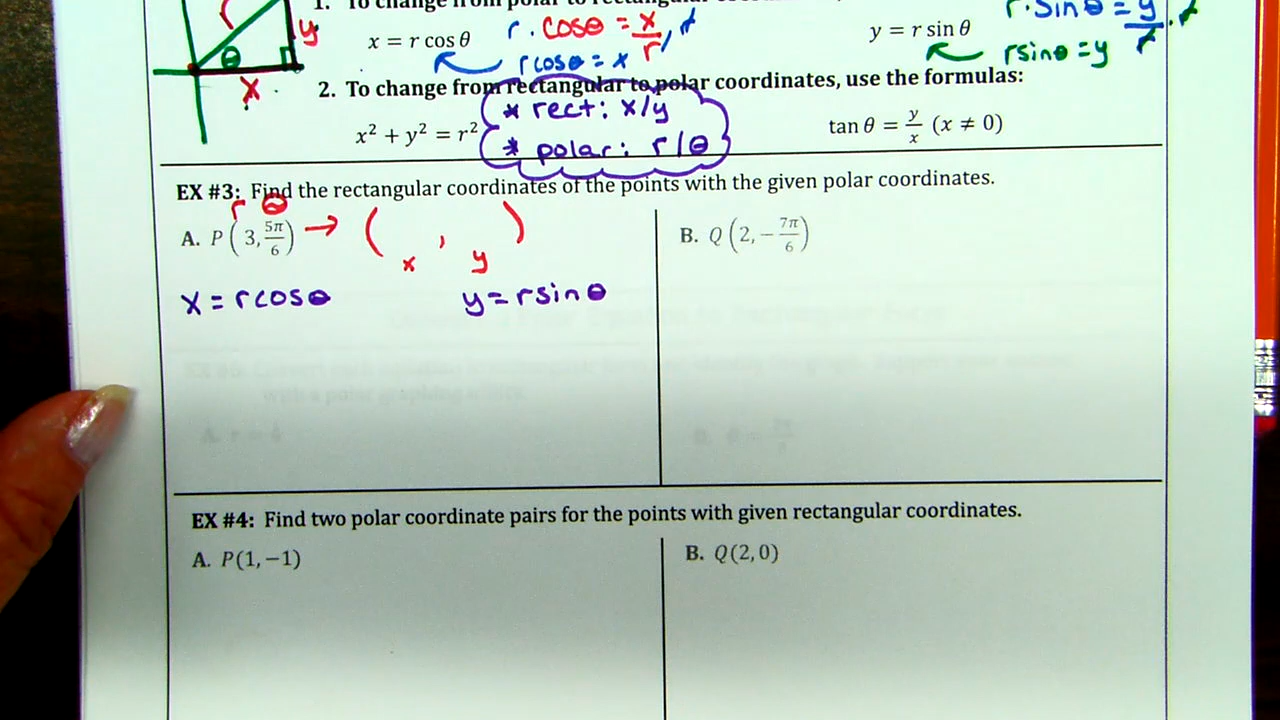 1. To change from polar to rectangular
r · cosθ = x/r · r
r · sinθ = y/r · r
x = r cos θ
rcosθ = x
y = r sin θ
rsinθ = y
r
θ
y
x
2. To change from rectangular to polar coordinates, use the formulas:
* rect: x/y
* polar: r/θ
x² + y² = r²
tan θ = y/x (x ≠ 0)
EX #3: Find the rectangular coordinates of the points with the given polar coordinates.
r θ
A. P(3, 5π/6) → ( , )
x y
B. Q(2, −7π/6)
x = rcosθ
y = rsinθ
EX #4: Find two polar coordinate pairs for the points with given rectangular coordinates.
A. P(1, −1)
B. Q(2, 0)